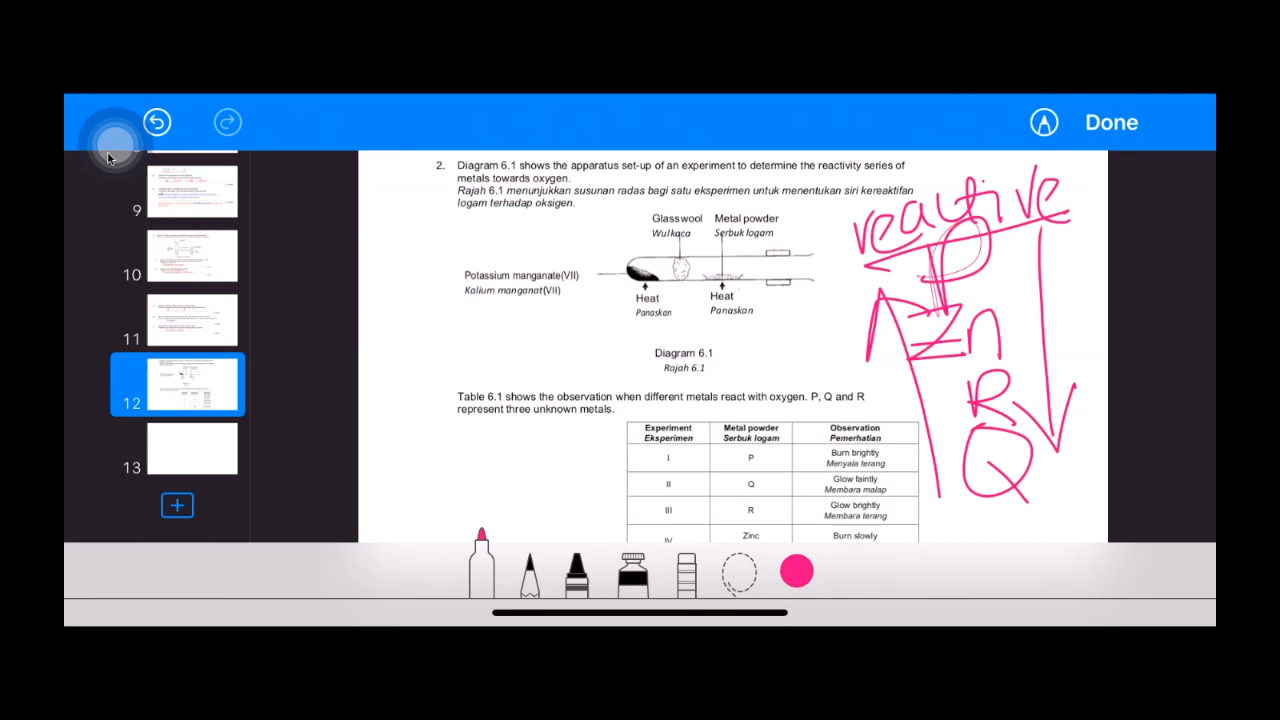 Done
2. Diagram 6.1 shows the apparatus set-up of an experiment to determine the reactivity series of
metals towards oxygen.
Rajah 6.1 menunjukkan susunan radas bagi satu eksperimen untuk menentukan siri kereaktifan
logam terhadap oksigen.
Glasswool Metal powder
Wulkaca Serbuk logam
Potassium manganate(VII)
Kalium manganat(VII)
Heat
Panaskan
Heat
Panaskan
Diagram 6.1
Rajah 6.1
Table 6.1 shows the observation when different metals react with oxygen. P, Q and R
represent three unknown metals.
Experiment Metal powder Observation
Eksperimen Serbuk logam Pemerhatian
I P Burn brightly
Menyala terang
II Q Glow faintly
Membara malap
III R Glow brightly
Membara terang
IV Zinc Burn slowly
reactive
P
Zn
R
Q
9
10
11
12
13